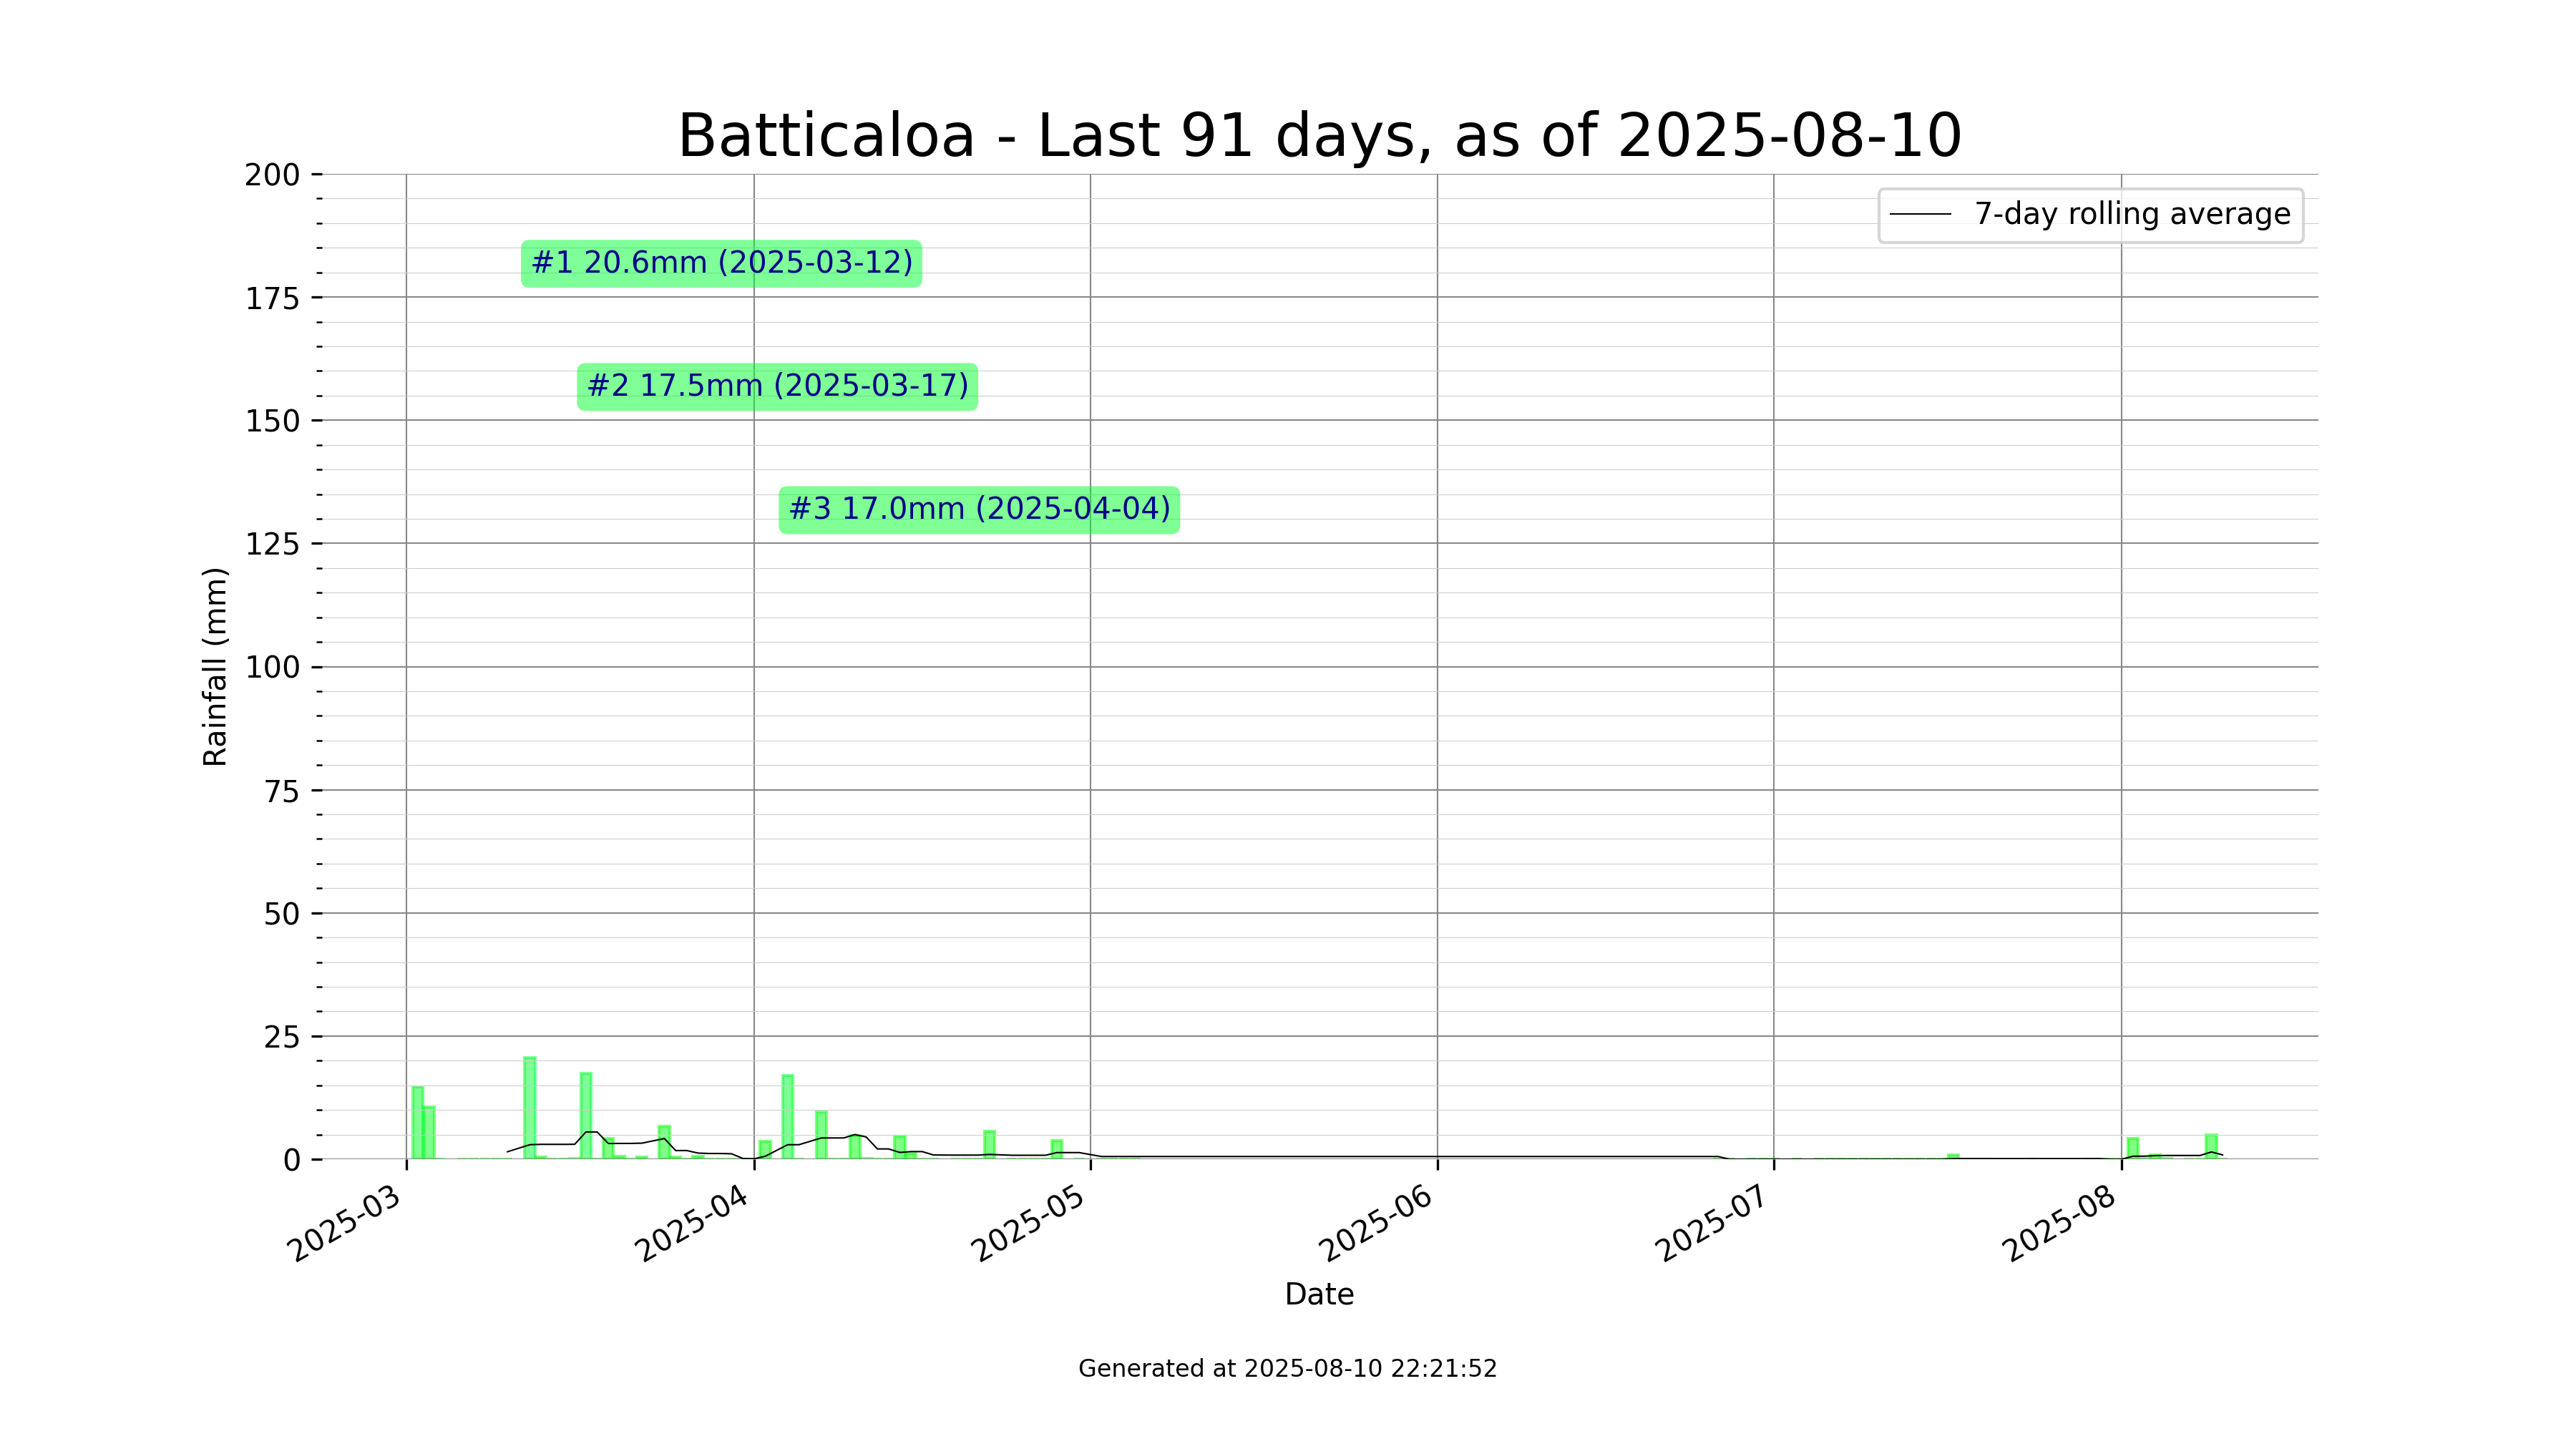 Batticaloa - Last 91 days, as of 2025-08-10
200
175
150
125
100
75
50
25
0
Rainfall (mm)
7-day rolling average
#1 20.6mm (2025-03-12)
#2 17.5mm (2025-03-17)
#3 17.0mm (2025-04-04)
2025-03
2025-04
2025-05
2025-06
2025-07
2025-08
Date
Generated at 2025-08-10 22:21:52